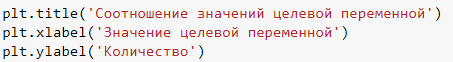 plt.title('Соотношение значений целевой переменной')
plt.xlabel('Значение целевой переменной')
plt.ylabel('Количество')